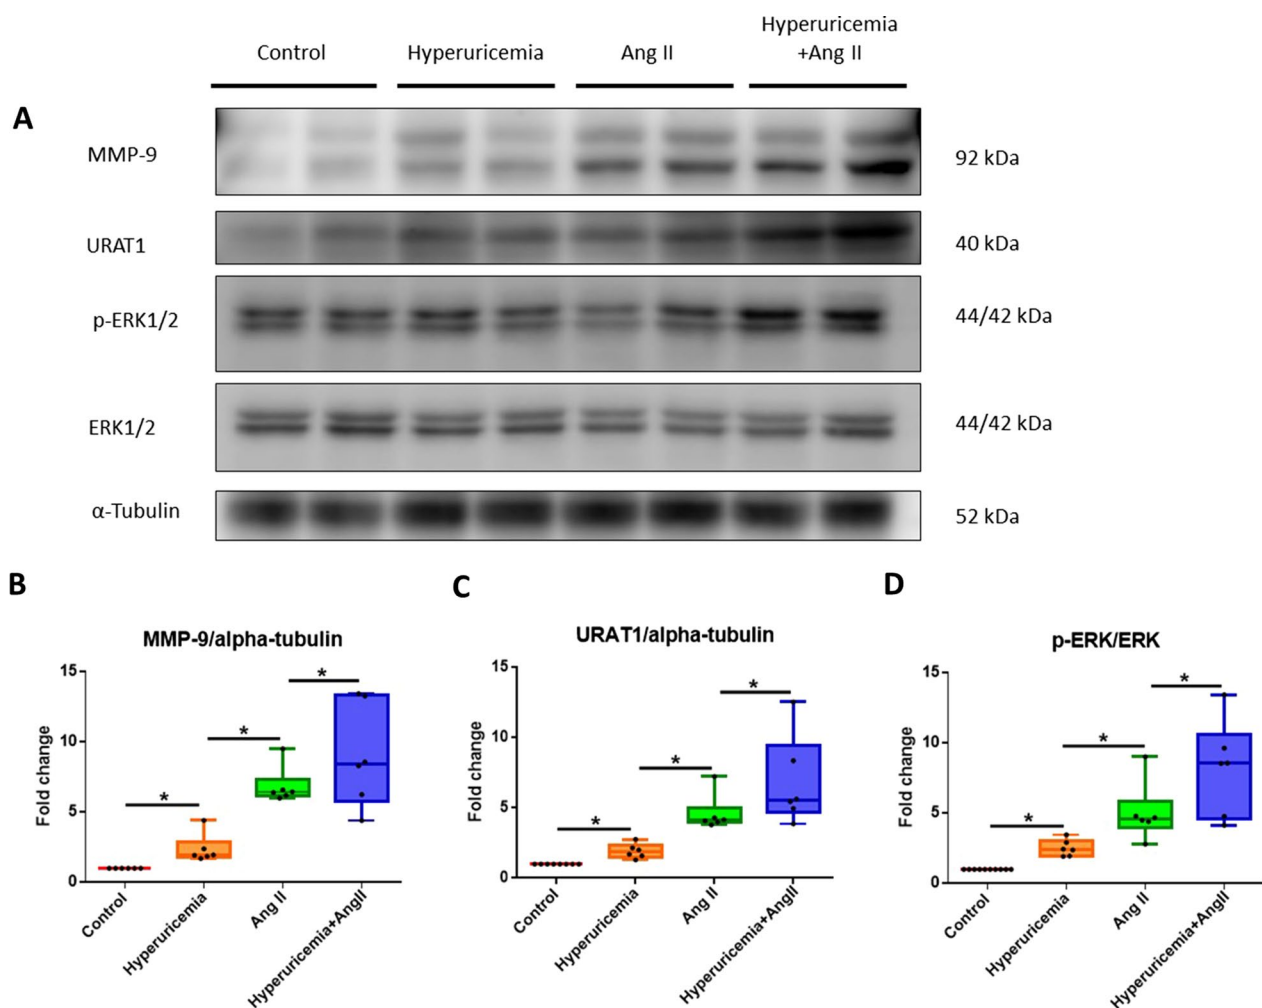 Control
Hyperuricemia
Ang II
Hyperuricemia
+Ang II
A
MMP-9
92 kDa
URAT1
40 kDa
p-ERK1/2
44/42 kDa
ERK1/2
44/42 kDa
α-Tubulin
52 kDa
B
MMP-9/alpha-tubulin
Fold change
15
10
5
0
*
*
*
Control
Hyperuricemia
Ang II
Hyperuricemia+AngII
C
URAT1/alpha-tubulin
Fold change
15
10
5
0
*
*
*
Control
Hyperuricemia
Ang II
Hyperuricemia+AngII
D
p-ERK/ERK
Fold change
15
10
5
0
*
*
*
Control
Hyperuricemia
Ang II
Hyperuricemia+AngII